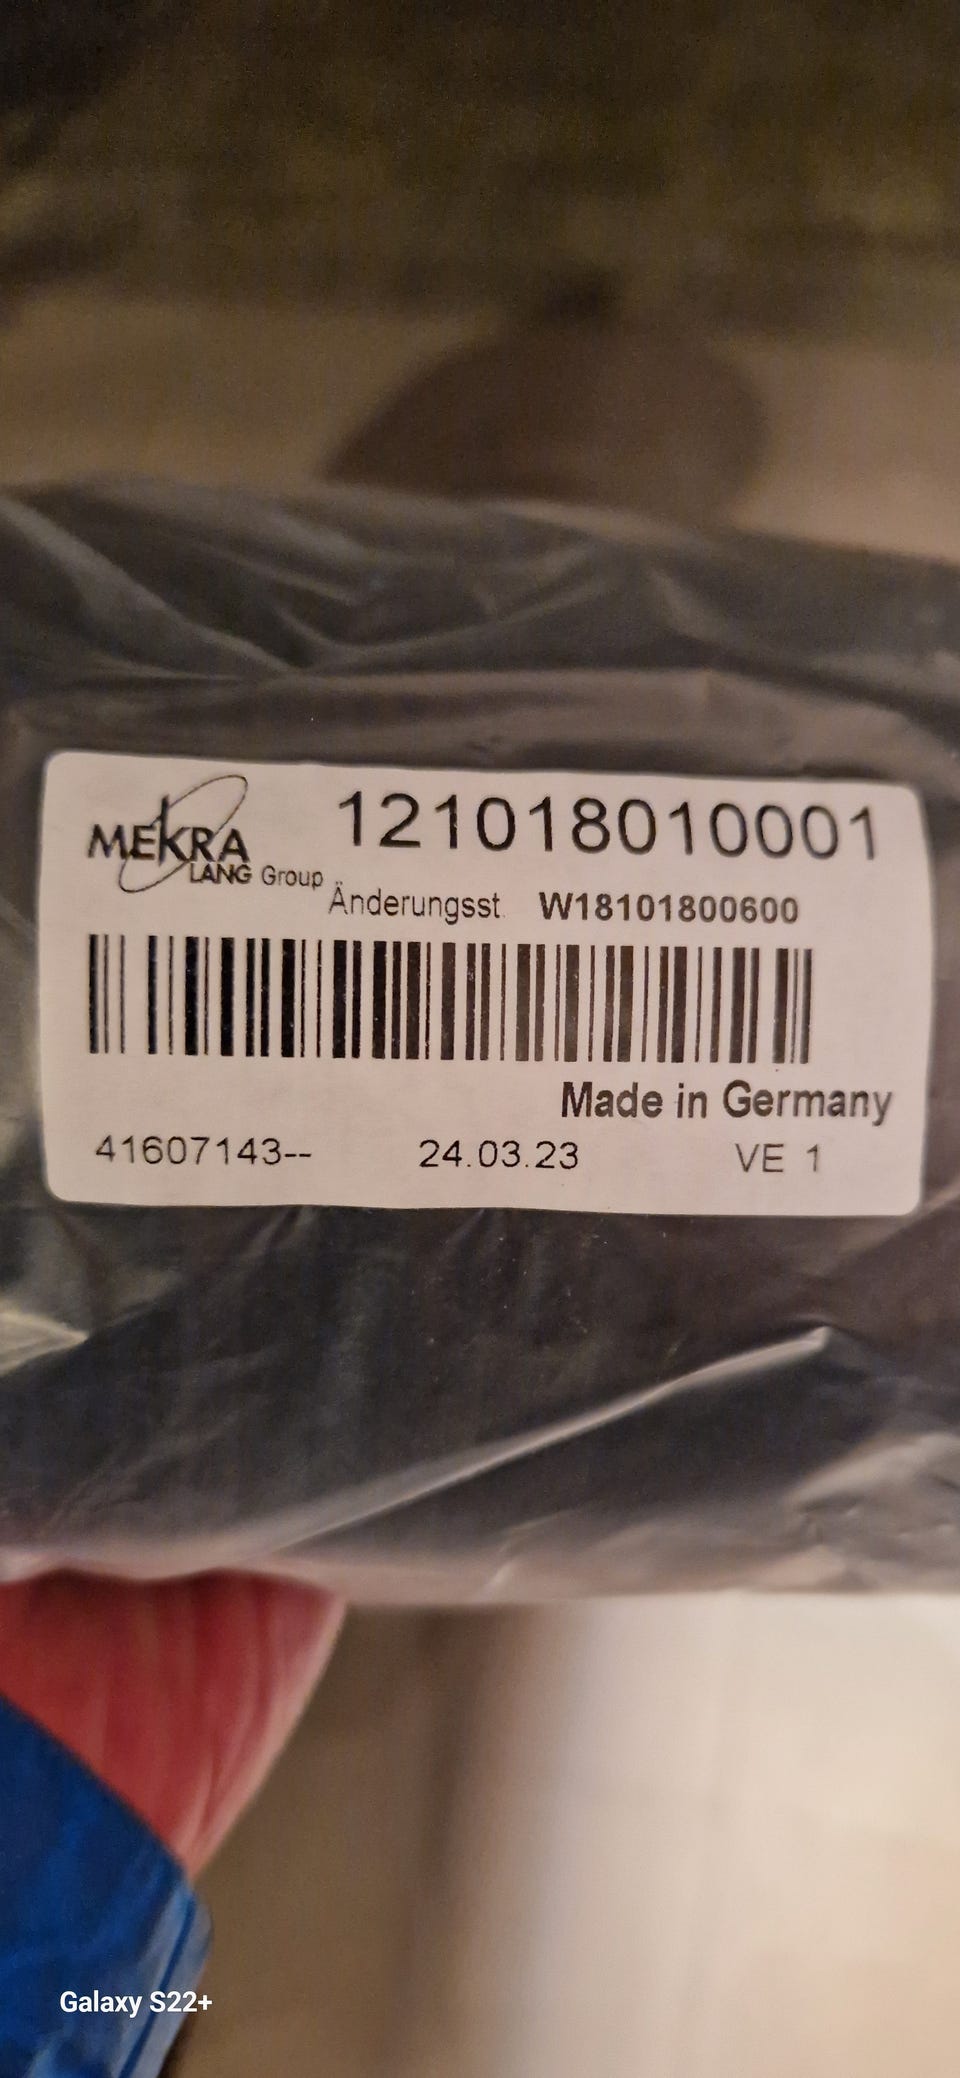 MEKRA
LANG Group
121018010001
Änderungsst. W18101800600
Made in Germany
41607143-- 24.03.23 VE 1
Galaxy S22+